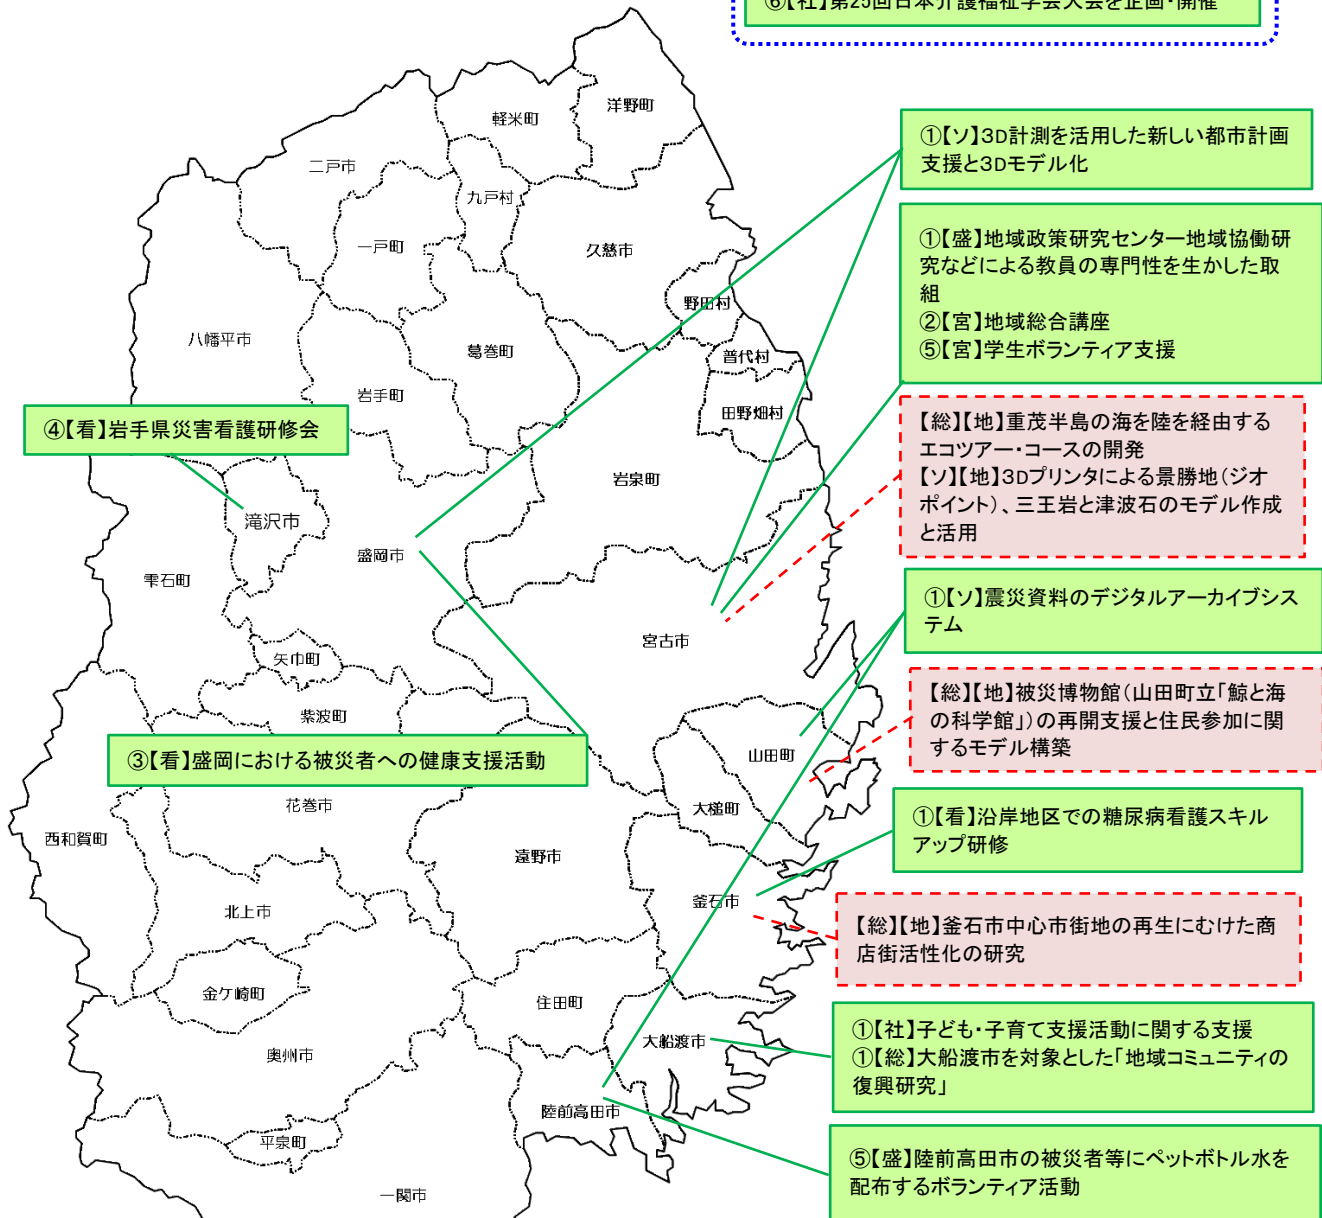 ⑥【社】第25回日本介護福祉学会大会を企画・開催
洋野町
軽米町
二戸市
九戸村
一戸町
久慈市
野田村
八幡平市
葛巻町
普代村
岩手町
田野畑村
岩泉町
滝沢市
盛岡市
雫石町
宮古市
矢巾町
紫波町
山田町
大槌町
花巻市
西和賀町
遠野市
釜石市
北上市
金ケ崎町
住田町
大船渡市
奥州市
陸前高田市
平泉町
一関市
①【ソ】3D計測を活用した新しい都市計画
支援と3Dモデル化
①【盛】地域政策研究センター地域協働研
究などによる教員の専門性を生かした取
組
②【宮】地域総合講座
⑤【宮】学生ボランティア支援
【総】【地】重茂半島の海を陸を経由する
エコツアー・コースの開発
【ソ】【地】3Dプリンタによる景勝地(ジオ
ポイント)、三王岩と津波石のモデル作成
と活用
④【看】岩手県災害看護研修会
①【ソ】震災資料のデジタルアーカイブシス
テム
【総】【地】被災博物館(山田町立「鯨と海
の科学館」)の再開支援と住民参加に関
するモデル構築
③【看】盛岡における被災者への健康支援活動
①【看】沿岸地区での糖尿病看護スキル
アップ研修
【総】【地】釜石市中心市街地の再生にむけた商
店街活性化の研究
①【社】子ども・子育て支援活動に関する支援
①【総】大船渡市を対象とした「地域コミュニティの
復興研究」
⑤【盛】陸前高田市の被災者等にペットボトル水を
配布するボランティア活動